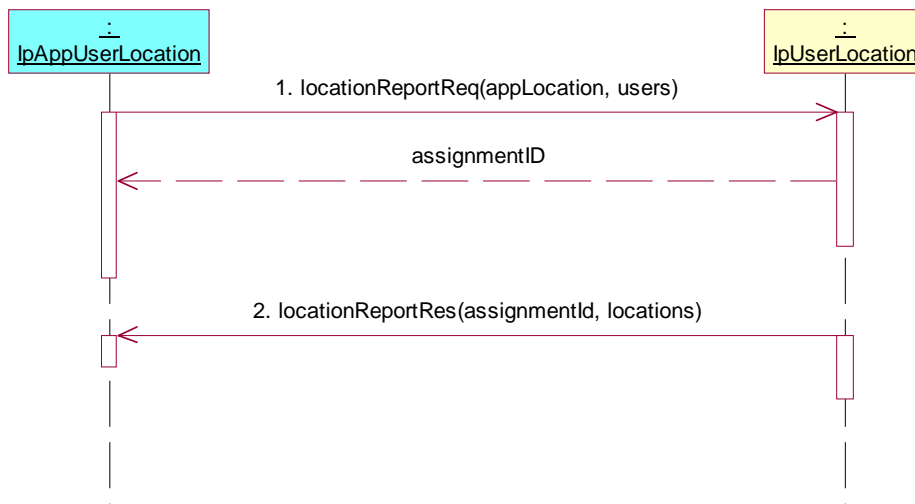 :
IpAppUserLocation
:
IpUserLocation
1. locationReportReq(appLocation, users)
assignmentID
2. locationReportRes(assignmentId, locations)